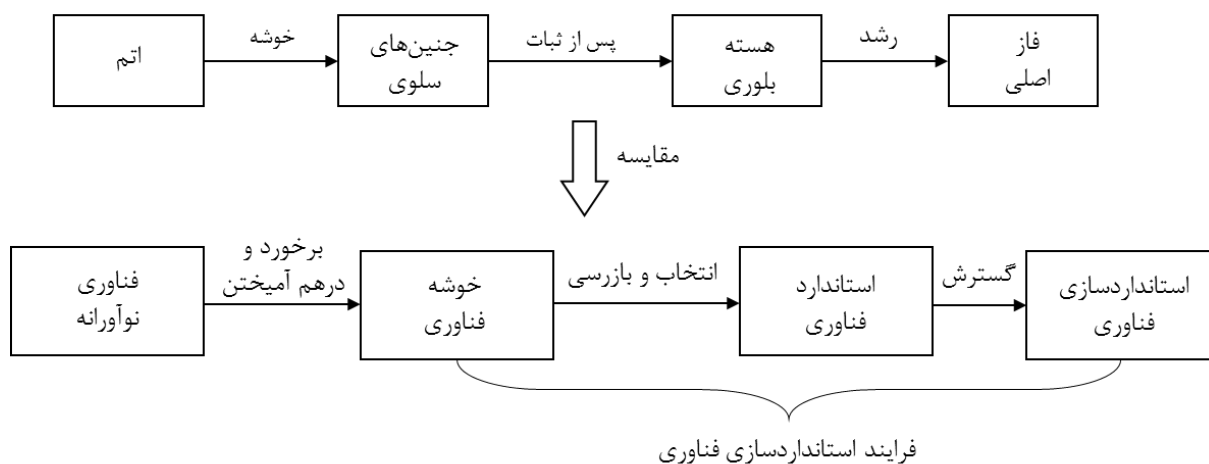 اتم
خوشه
جنین‌های
سلوی
پس از ثبات
هسته
بلوری
رشد
فاز
اصلی
مقایسه
فناوری
نوآورانه
برخورد و
درهم آمیختن
خوشه
فناوری
انتخاب و بازرسی
استاندارد
فناوری
گسترش
استانداردسازی
فناوری
فرایند استانداردسازی فناوری